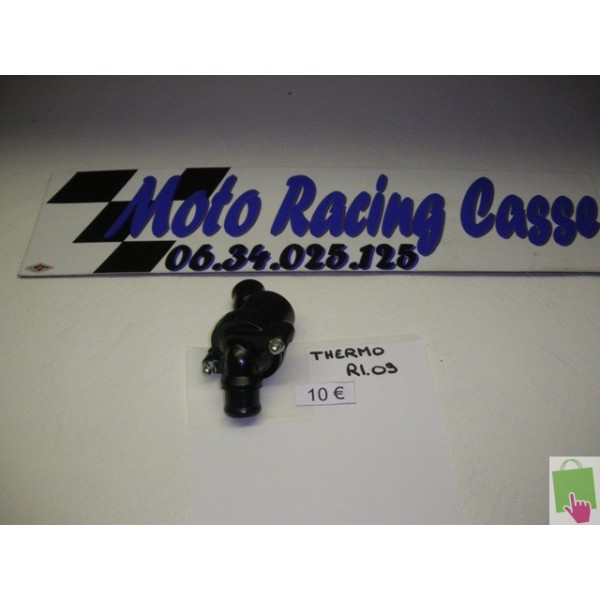 Moto Racing Casse
06.34.025.125
THERMO
R1.09
10 €